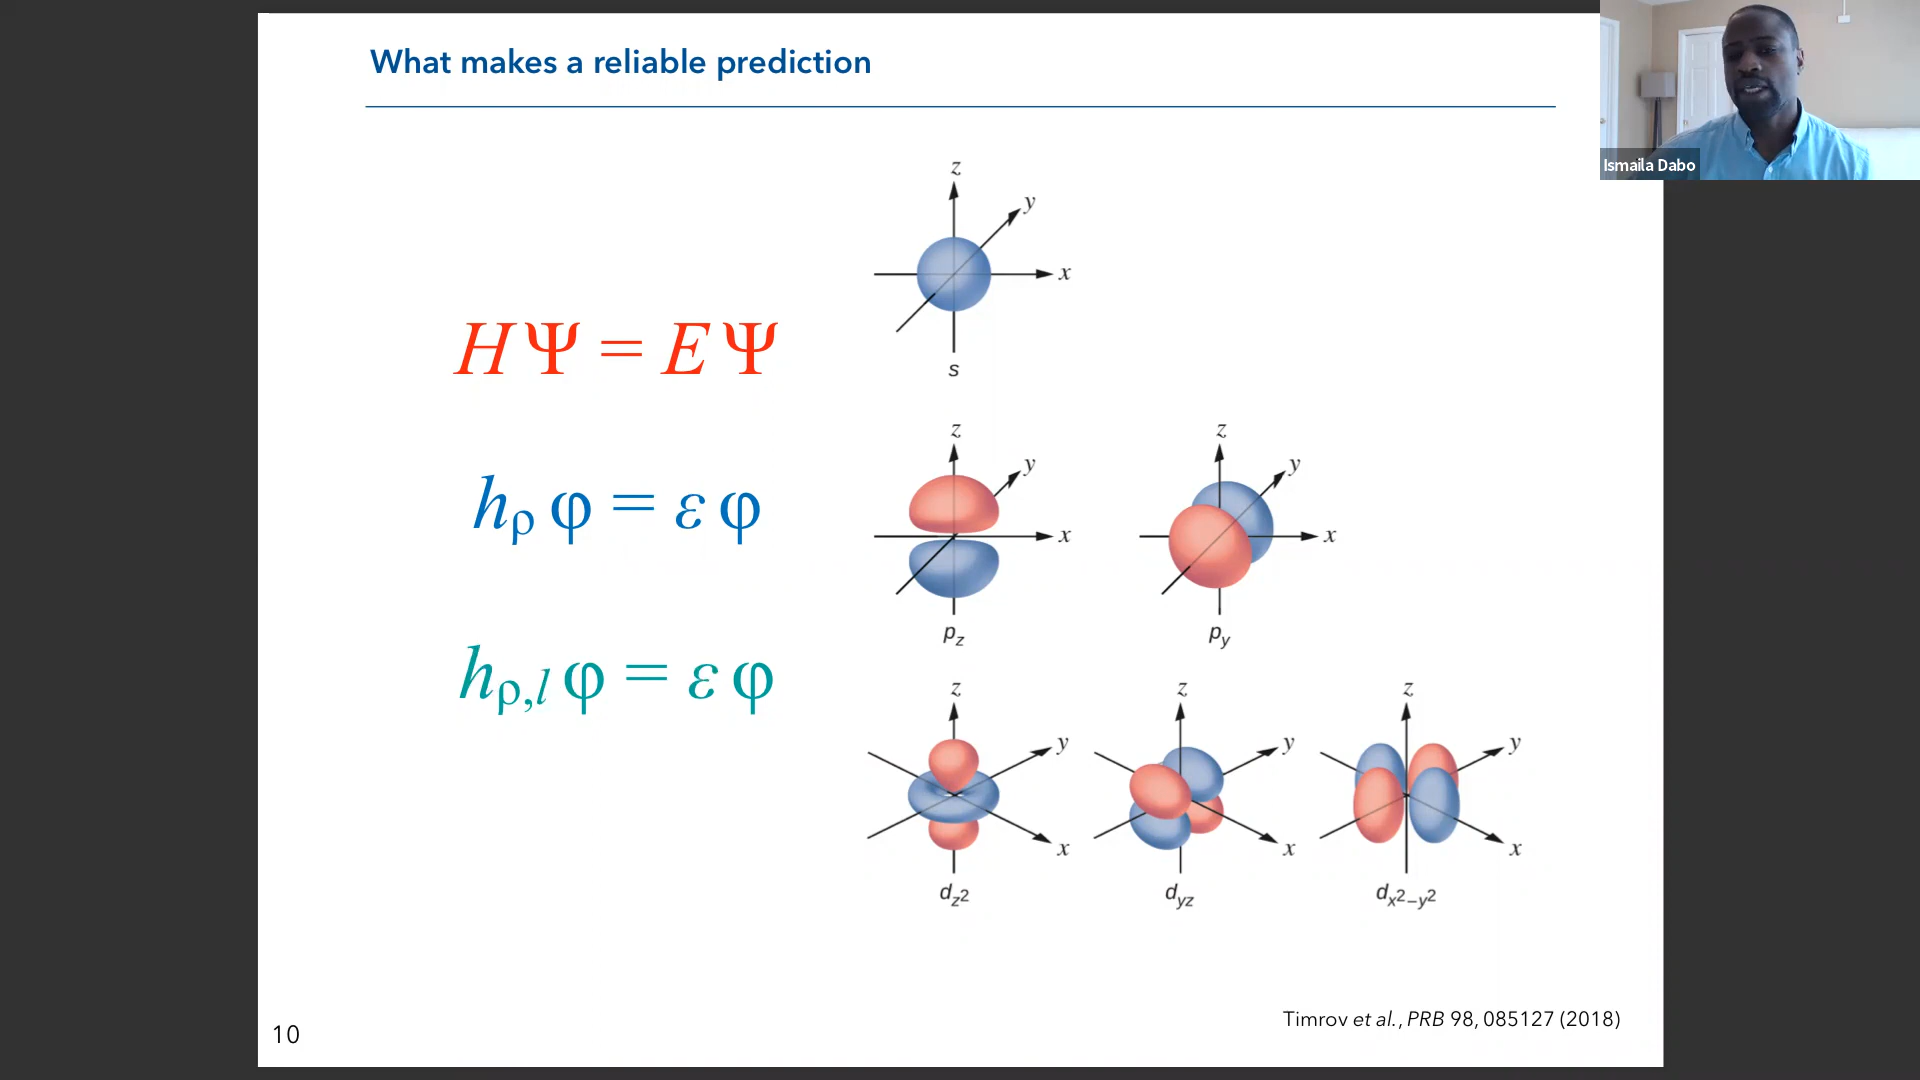 What makes a reliable prediction
Ismaila Dabo
z
y
x
s
HΨ = EΨ
z
y
x
p_z
z
y
x
p_y
h_ρ φ = ε φ
h_ρ,l φ = ε φ
z
y
x
d_z²
z
y
x
d_yz
z
y
x
d_x²–y²
Timrov et al., PRB 98, 085127 (2018)
10